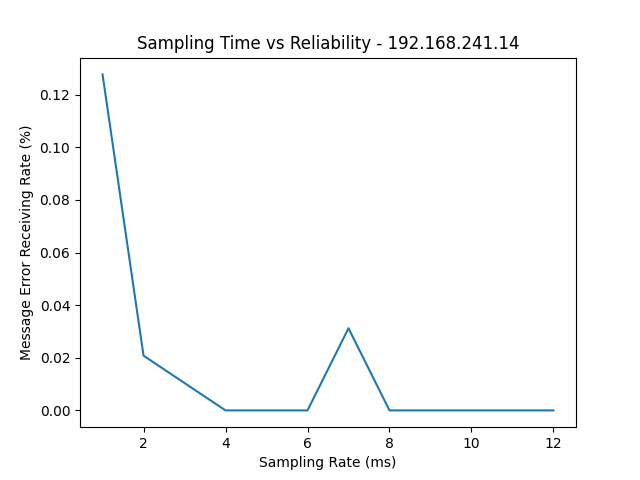 Sampling Time vs Reliability - 192.168.241.14
Message Error Receiving Rate (%)
0.12
0.10
0.08
0.06
0.04
0.02
0.00
2 4 6 8 10 12
Sampling Rate (ms)